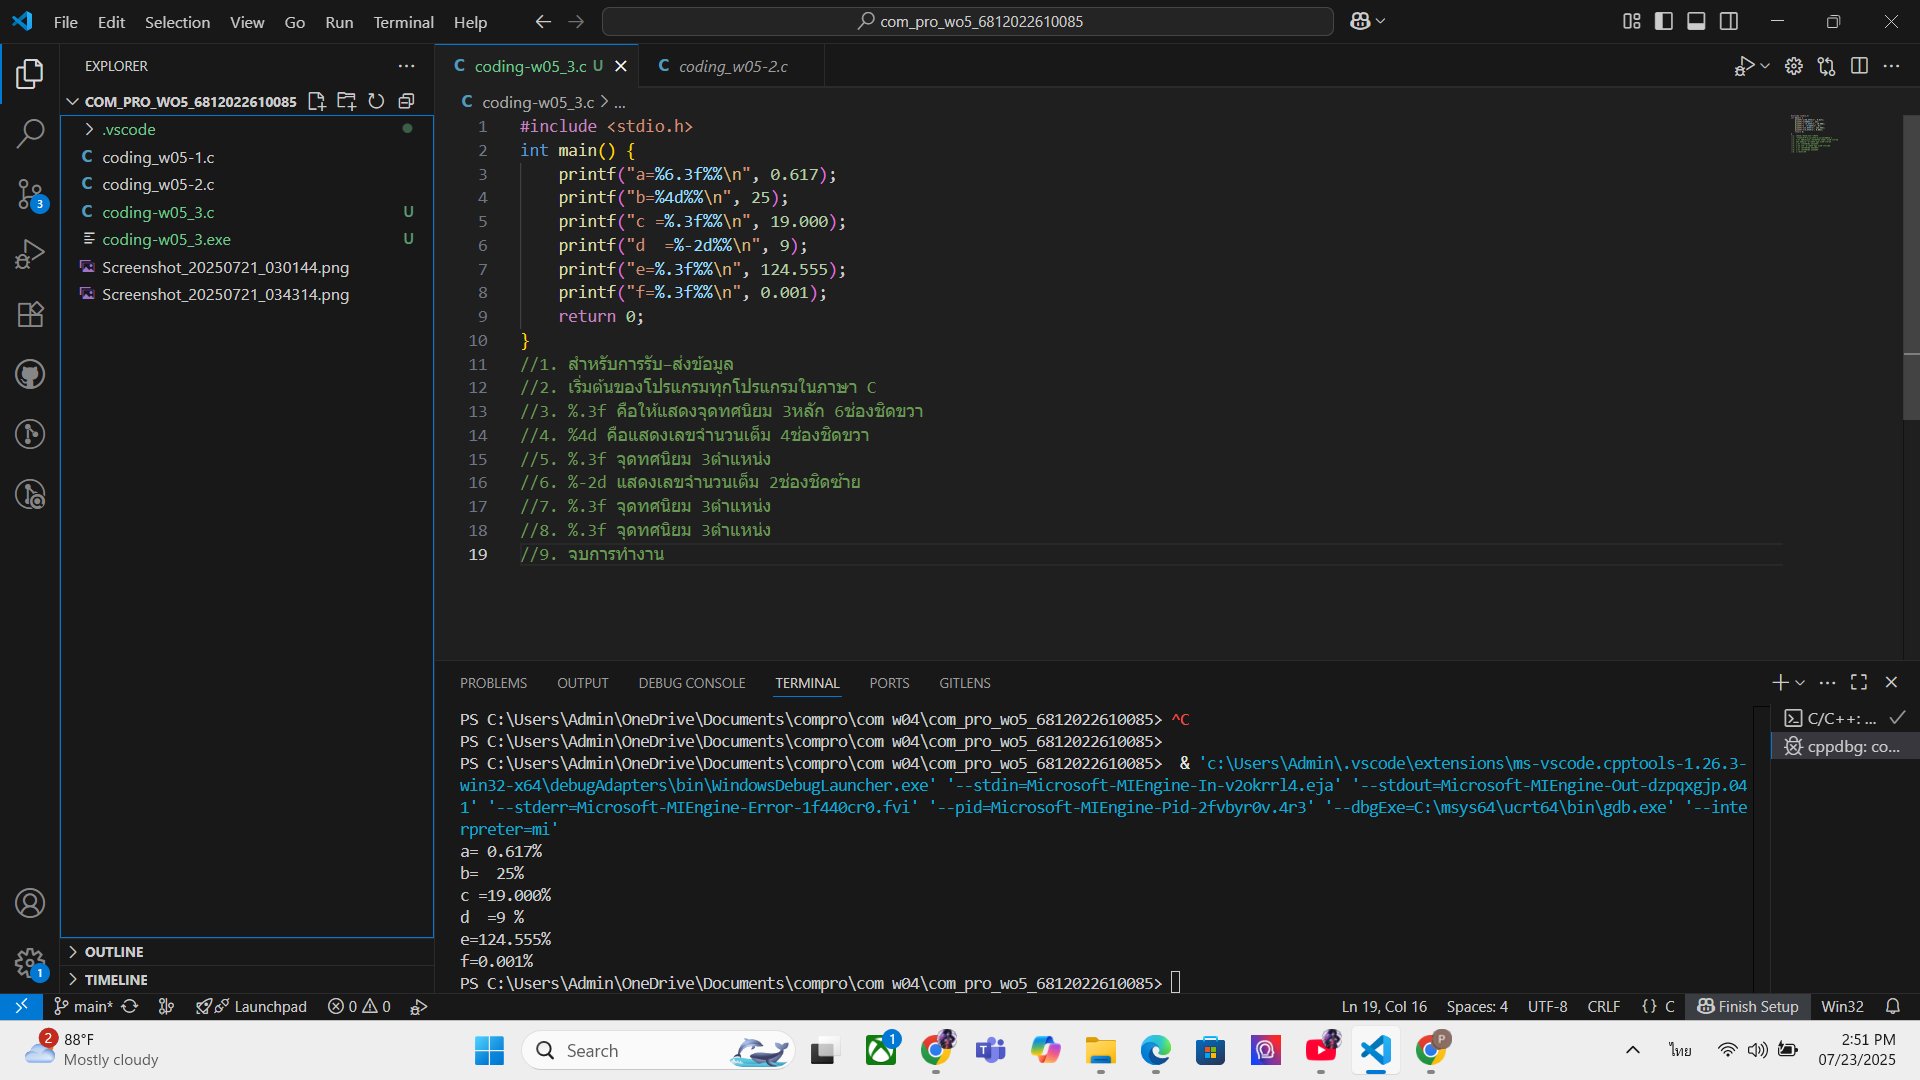 File Edit Selection View Go Run Terminal Help
com_pro_wo5_6812022610085
EXPLORER
COM_PRO_WO5_6812022610085
.vscode
coding_w05-1.c
coding_w05-2.c
coding-w05_3.c U
coding-w05_3.exe U
Screenshot_20250721_030144.png
Screenshot_20250721_034314.png
OUTLINE
TIMELINE
3
1
C coding-w05_3.c U
C coding_w05-2.c
C coding-w05_3.c > ...
1 #include <stdio.h>
2 int main() {
3 printf("a=%6.3f%%\n", 0.617);
4 printf("b=%4d%%\n", 25);
5 printf("c =%.3f%%\n", 19.000);
6 printf("d  =%-2d%%\n", 9);
7 printf("e=%.3f%%\n", 124.555);
8 printf("f=%.3f%%\n", 0.001);
9 return 0;
10 }
11 //1. สำหรับการรับ-ส่งข้อมูล
12 //2. เริ่มต้นของโปรแกรมทุกโปรแกรมในภาษา C
13 //3. %.3f คือให้แสดงจุดทศนิยม 3หลัก 6ช่องชิดขวา
14 //4. %4d คือแสดงเลขจำนวนเต็ม 4ช่องชิดขวา
15 //5. %.3f จุดทศนิยม 3ตำแหน่ง
16 //6. %-2d แสดงเลขจำนวนเต็ม 2ช่องชิดซ้าย
17 //7. %.3f จุดทศนิยม 3ตำแหน่ง
18 //8. %.3f จุดทศนิยม 3ตำแหน่ง
19 //9. จบการทำงาน
PROBLEMS OUTPUT DEBUG CONSOLE TERMINAL PORTS GITLENS
C/C++: ...
cppdbg: co...
PS C:\Users\Admin\OneDrive\Documents\compro\com w04\com_pro_wo5_6812022610085> ^C
PS C:\Users\Admin\OneDrive\Documents\compro\com w04\com_pro_wo5_6812022610085>
PS C:\Users\Admin\OneDrive\Documents\compro\com w04\com_pro_wo5_6812022610085>  & 'c:\Users\Admin\.vscode\extensions\ms-vscode.cpptools-1.26.3-
win32-x64\debugAdapters\bin\WindowsDebugLauncher.exe' '--stdin=Microsoft-MIEngine-In-v2okrrl4.eja' '--stdout=Microsoft-MIEngine-Out-dzpqxgjp.04
1' '--stderr=Microsoft-MIEngine-Error-1f440cr0.fvi' '--pid=Microsoft-MIEngine-Pid-2fvbyr0v.4r3' '--dbgExe=C:\msys64\ucrt64\bin\gdb.exe' '--inte
rpreter=mi'
a= 0.617%
b=  25%
c =19.000%
d  =9 %
e=124.555%
f=0.001%
PS C:\Users\Admin\OneDrive\Documents\compro\com w04\com_pro_wo5_6812022610085>
main* Launchpad 0 0
Ln 19, Col 16 Spaces: 4 UTF-8 CRLF {} C Finish Setup Win32
2 88°F
Mostly cloudy
Search
1
P
ไทย
2:51 PM
07/23/2025